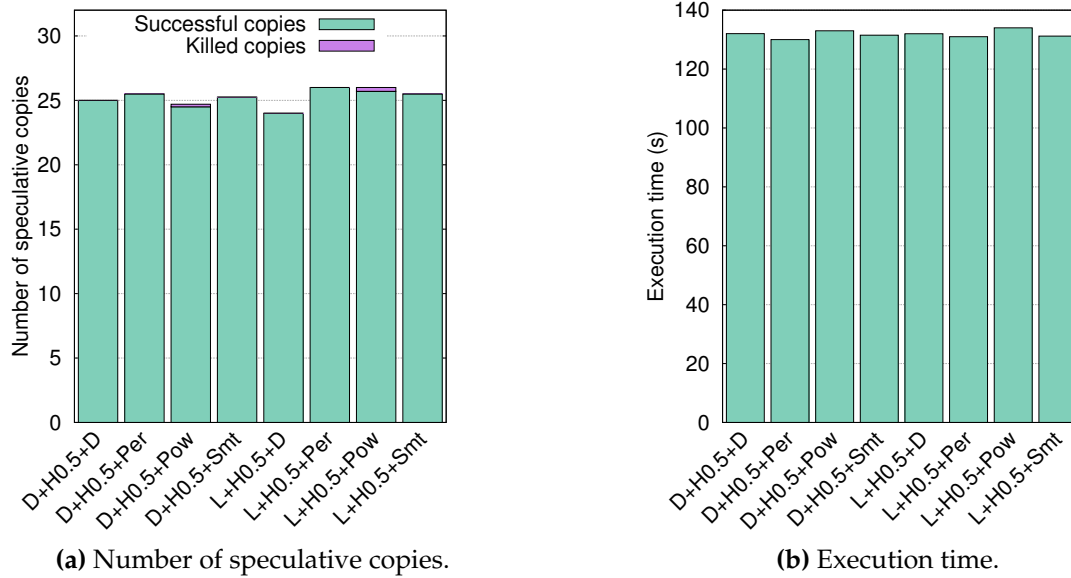 Successful copies
Killed copies
Number of speculative copies
30
25
20
15
10
5
0
D+H0.5+D
D+H0.5+Per
D+H0.5+Pow
D+H0.5+Smt
L+H0.5+D
L+H0.5+Per
L+H0.5+Pow
L+H0.5+Smt
(a) Number of speculative copies.
Execution time (s)
140
120
100
80
60
40
20
0
D+H0.5+D
D+H0.5+Per
D+H0.5+Pow
D+H0.5+Smt
L+H0.5+D
L+H0.5+Per
L+H0.5+Pow
L+H0.5+Smt
(b) Execution time.